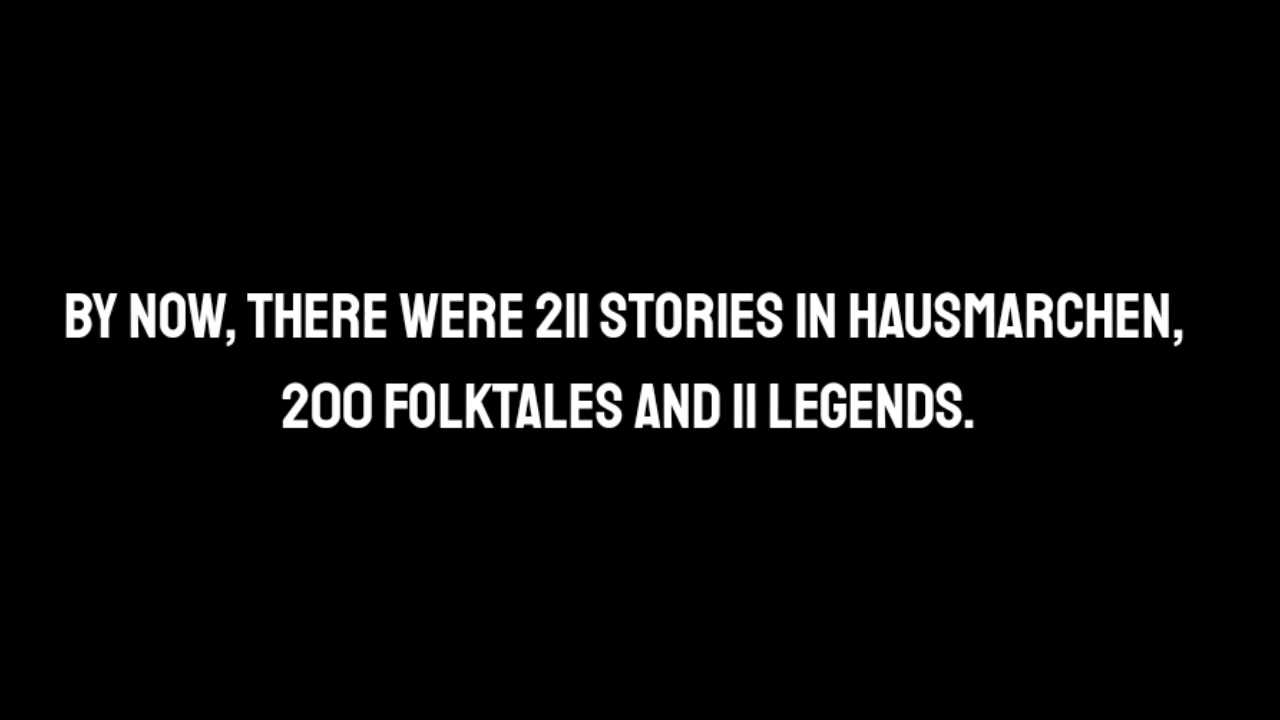 BY NOW, THERE WERE 211 STORIES IN HAUSMARCHEN,
200 FOLKTALES AND 11 LEGENDS.